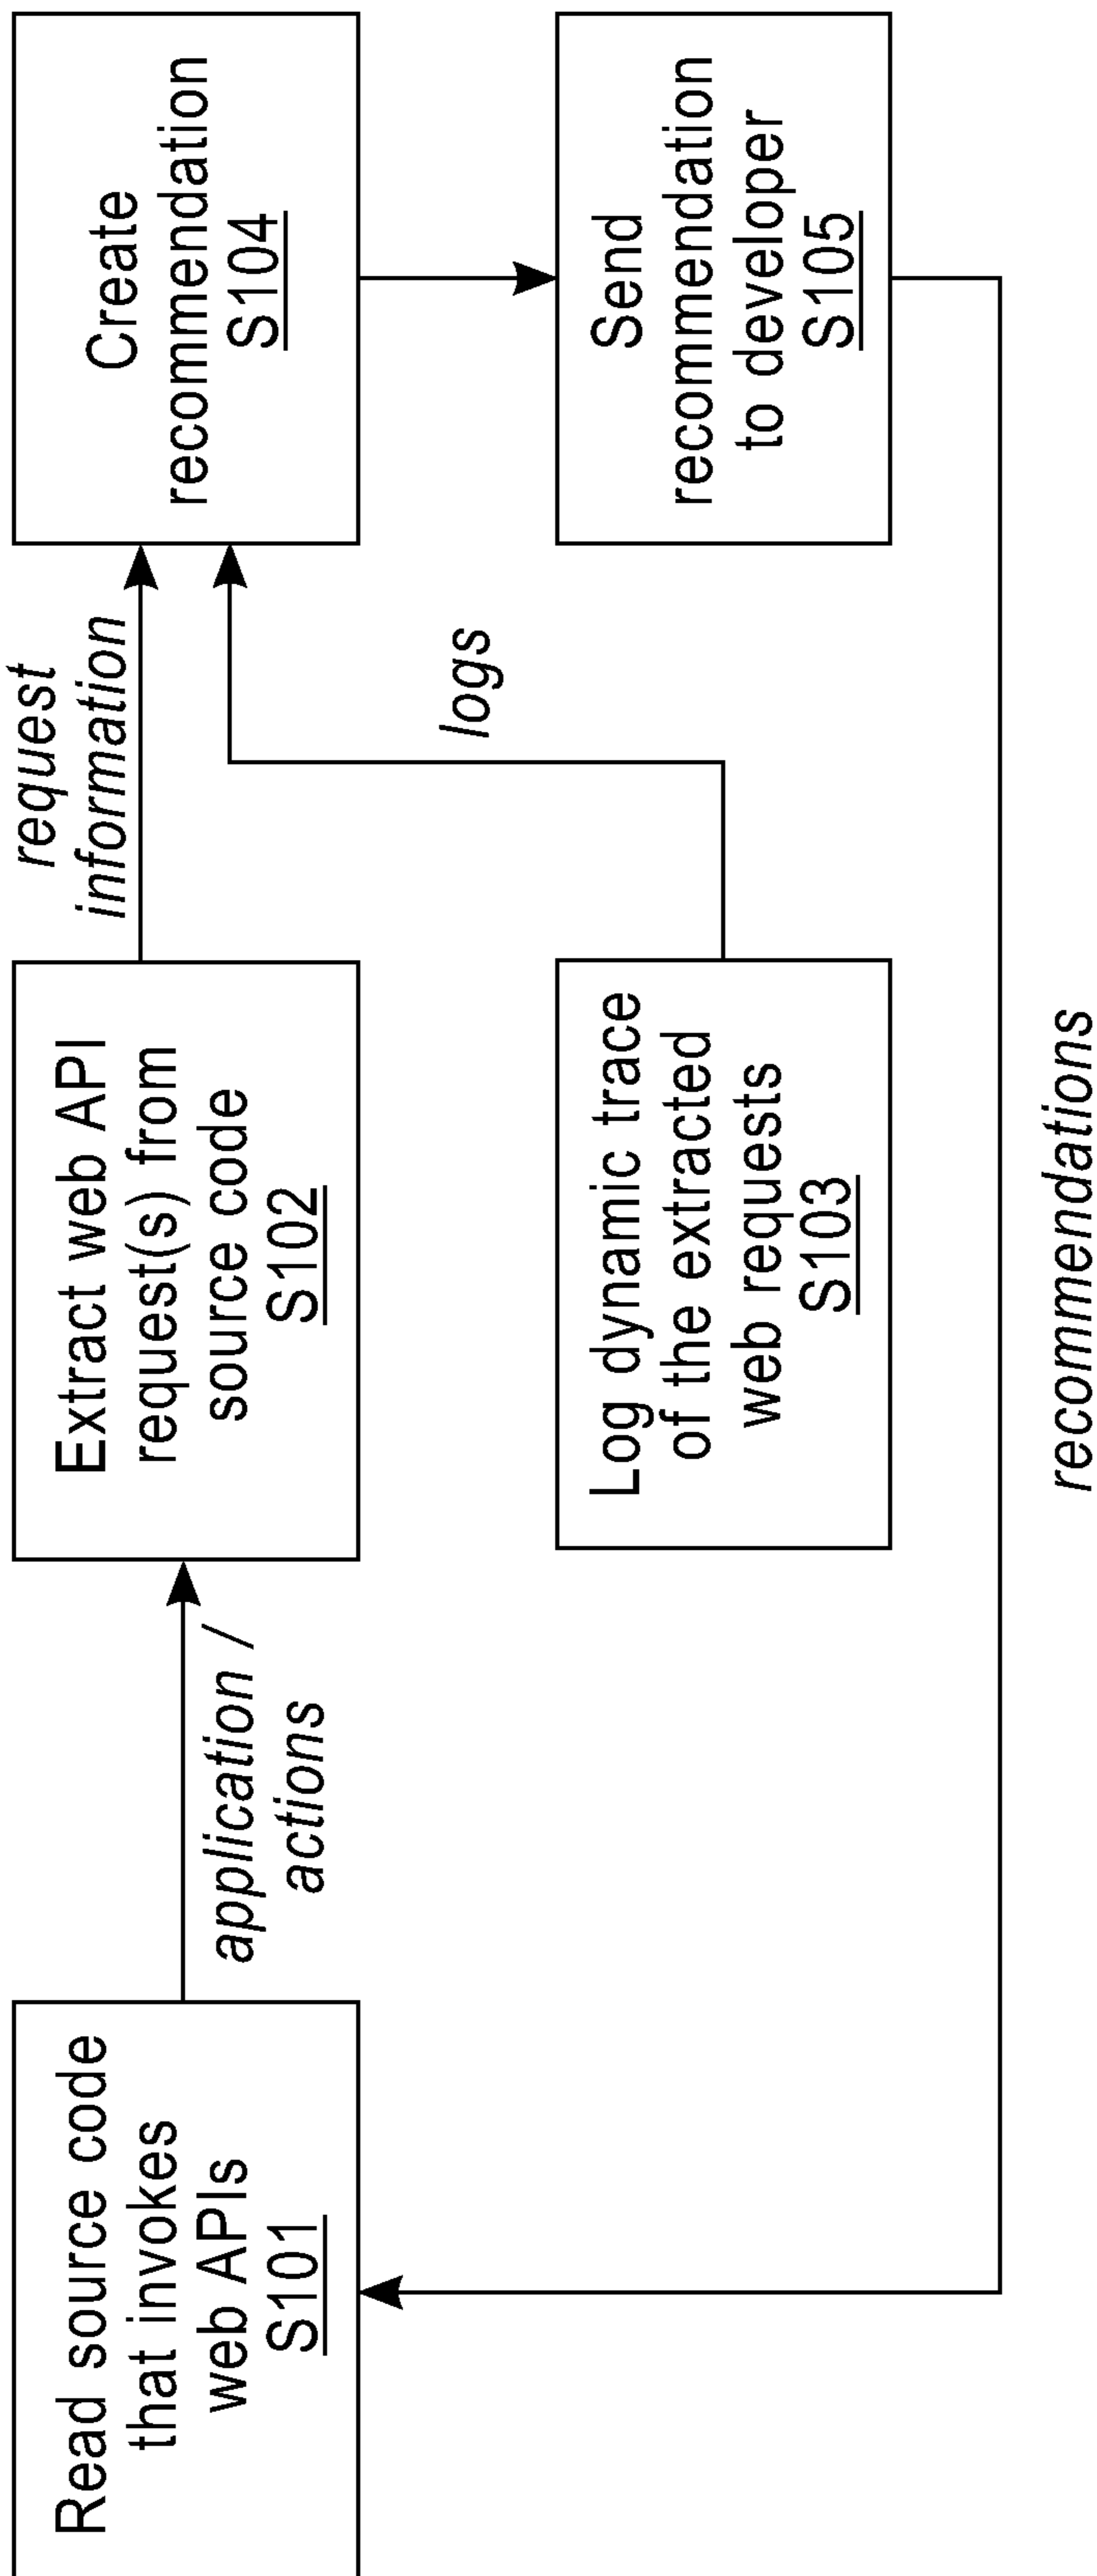 Read source code
that invokes
web APIs
S101
application /
actions
Extract web API
request(s) from
source code
S102
request
information
Create
recommendation
S104
logs
Log dynamic trace
of the extracted
web requests
S103
Send
recommendation
to developer
S105
recommendations